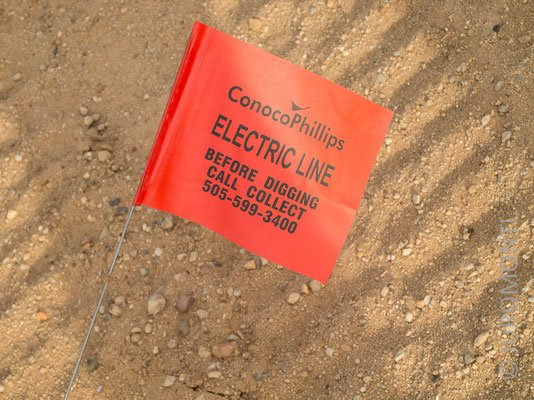 ConocoPhillips
ELECTRIC LINE
BEFORE DIGGING
CALL COLLECT
505-599-3400